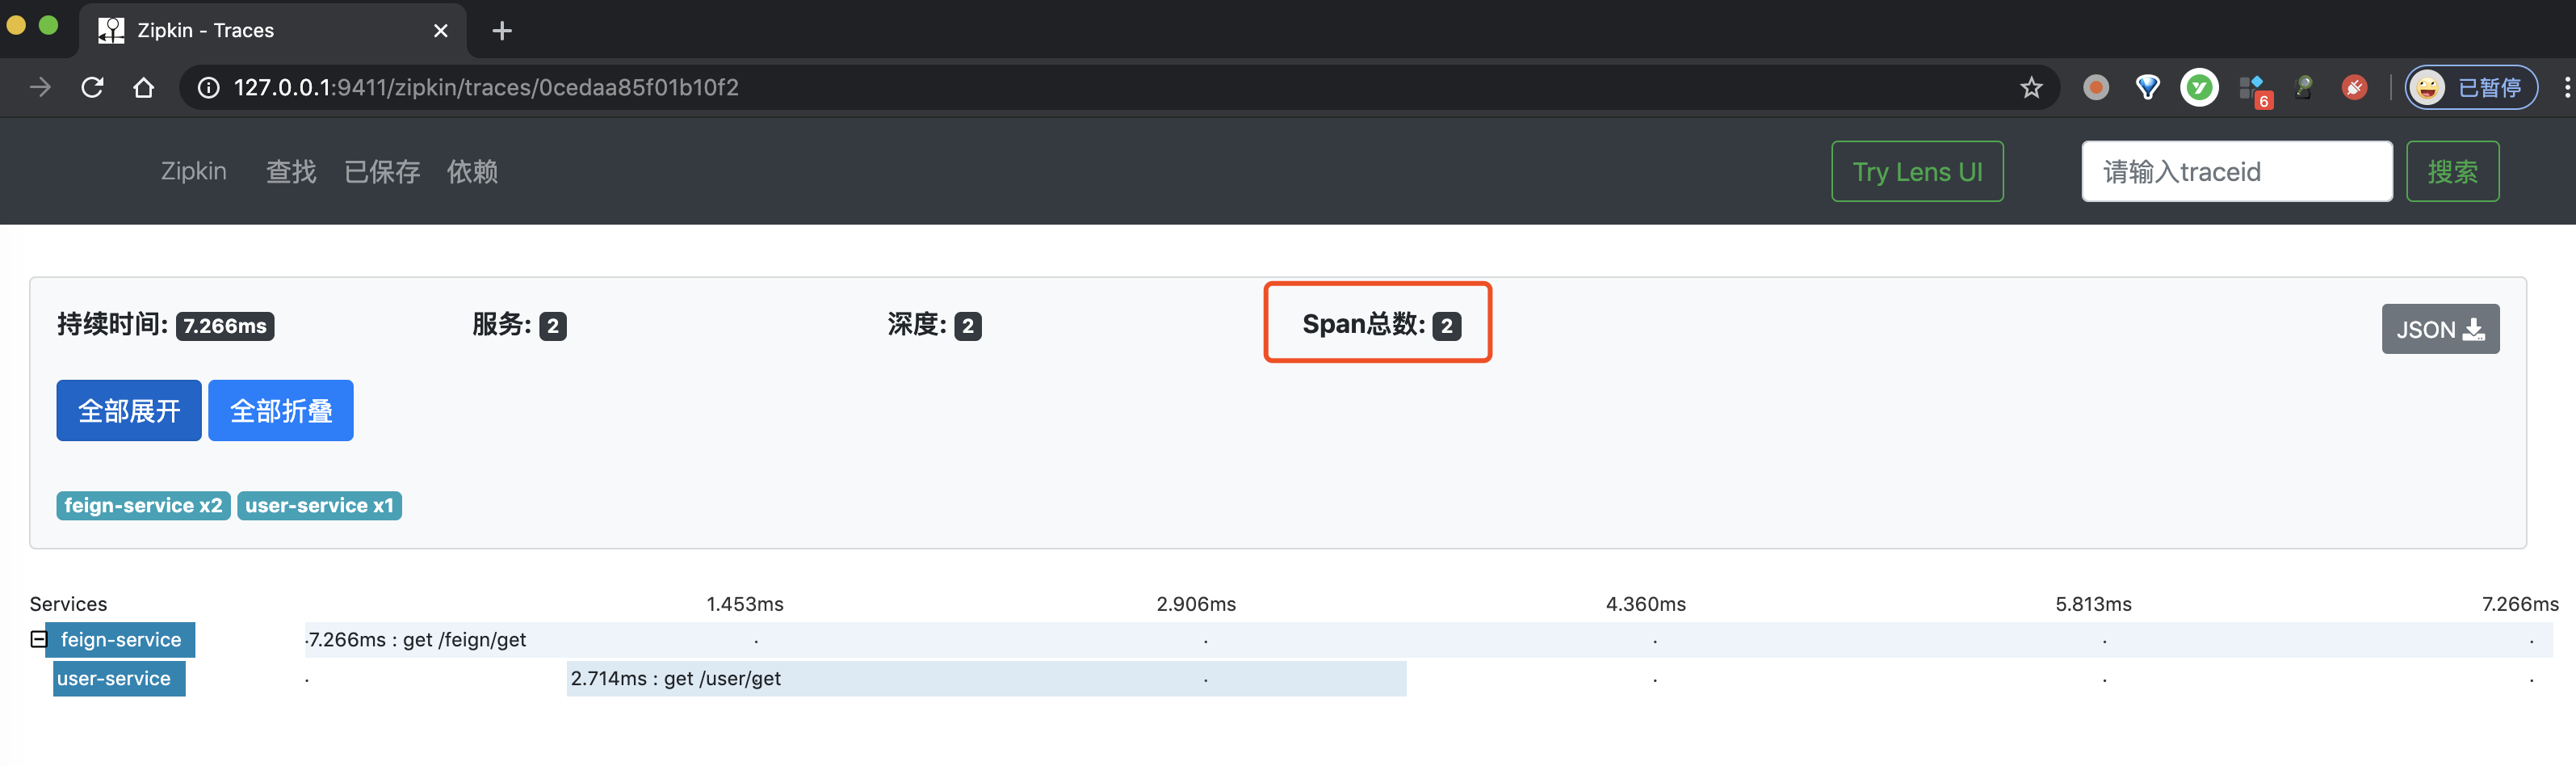 Zipkin - Traces
127.0.0.1:9411/zipkin/traces/0cedaa85f01b10f2
6
已暂停
Zipkin 查找 已保存 依赖 Try Lens UI 请输入traceid 搜索
持续时间: 7.266ms 服务: 2 深度: 2 Span总数: 2 JSON
全部展开 全部折叠
feign-service x2 user-service x1
Services 1.453ms 2.906ms 4.360ms 5.813ms 7.266ms
feign-service ·7.266ms : get /feign/get · · · · ·
user-service · 2.714ms : get /user/get · · · ·